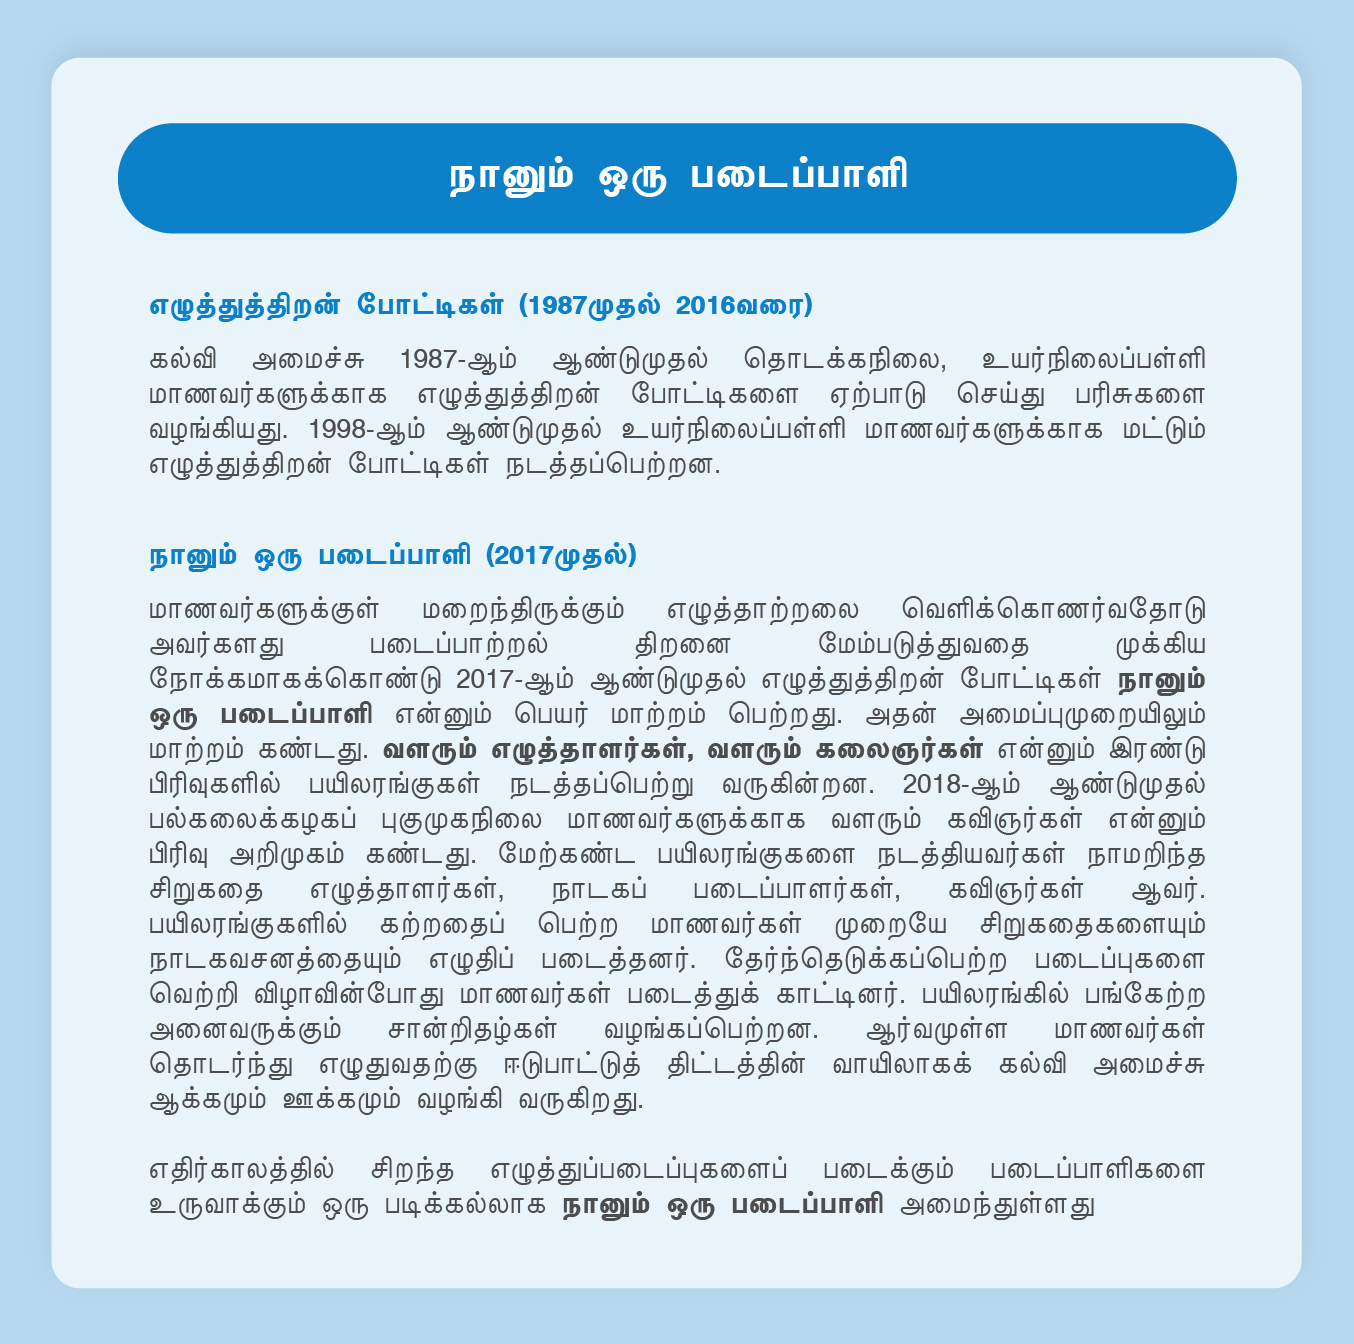 நானும் ஒரு படைப்பாளி
எழுத்துத்திறன் போட்டிகள் (1987முதல் 2016வரை)
கல்வி அமைச்சு 1987-ஆம் ஆண்டுமுதல் தொடக்கநிலை, உயர்நிலைப்பள்ளி
மாணவர்களுக்காக எழுத்துத்திறன் போட்டிகளை ஏற்பாடு செய்து பரிசுகளை
வழங்கியது. 1998-ஆம் ஆண்டுமுதல் உயர்நிலைப்பள்ளி மாணவர்களுக்காக மட்டும்
எழுத்துத்திறன் போட்டிகள் நடத்தப்பெற்றன.
நானும் ஒரு படைப்பாளி (2017முதல்)
மாணவர்களுக்குள் மறைந்திருக்கும் எழுத்தாற்றலை வெளிக்கொணர்வதோடு
அவர்களது படைப்பாற்றல் திறனை மேம்படுத்துவதை முக்கிய
நோக்கமாகக்கொண்டு 2017-ஆம் ஆண்டுமுதல் எழுத்துத்திறன் போட்டிகள் நானும்
ஒரு படைப்பாளி என்னும் பெயர் மாற்றம் பெற்றது. அதன் அமைப்புமுறையிலும்
மாற்றம் கண்டது. வளரும் எழுத்தாளர்கள், வளரும் கலைஞர்கள் என்னும் இரண்டு
பிரிவுகளில் பயிலரங்குகள் நடத்தப்பெற்று வருகின்றன. 2018-ஆம் ஆண்டுமுதல்
பல்கலைக்கழகப் புகுமுகநிலை மாணவர்களுக்காக வளரும் கவிஞர்கள் என்னும்
பிரிவு அறிமுகம் கண்டது. மேற்கண்ட பயிலரங்குகளை நடத்தியவர்கள் நாமறிந்த
சிறுகதை எழுத்தாளர்கள், நாடகப் படைப்பாளர்கள், கவிஞர்கள் ஆவர்.
பயிலரங்குகளில் கற்றதைப் பெற்ற மாணவர்கள் முறையே சிறுகதைகளையும்
நாடகவசனத்தையும் எழுதிப் படைத்தனர். தேர்ந்தெடுக்கப்பெற்ற படைப்புகளை
வெற்றி விழாவின்போது மாணவர்கள் படைத்துக் காட்டினர். பயிலரங்கில் பங்கேற்ற
அனைவருக்கும் சான்றிதழ்கள் வழங்கப்பெற்றன. ஆர்வமுள்ள மாணவர்கள்
தொடர்ந்து எழுதுவதற்கு ஈடுபாட்டுத் திட்டத்தின் வாயிலாகக் கல்வி அமைச்சு
ஆக்கமும் ஊக்கமும் வழங்கி வருகிறது.
எதிர்காலத்தில் சிறந்த எழுத்துப்படைப்புகளைப் படைக்கும் படைப்பாளிகளை
உருவாக்கும் ஒரு படிக்கல்லாக நானும் ஒரு படைப்பாளி அமைந்துள்ளது